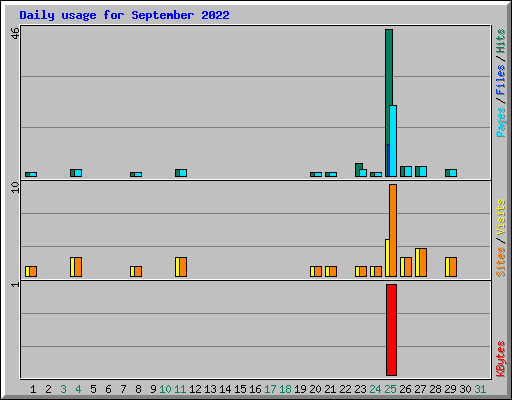 Daily usage for September 2022
46
10
1
Pages / Files / Hits
Sites / Visits
KBytes
1 2 3 4 5 6 7 8 9 10 11 12 13 14 15 16 17 18 19 20 21 22 23 24 25 26 27 28 29 30 31